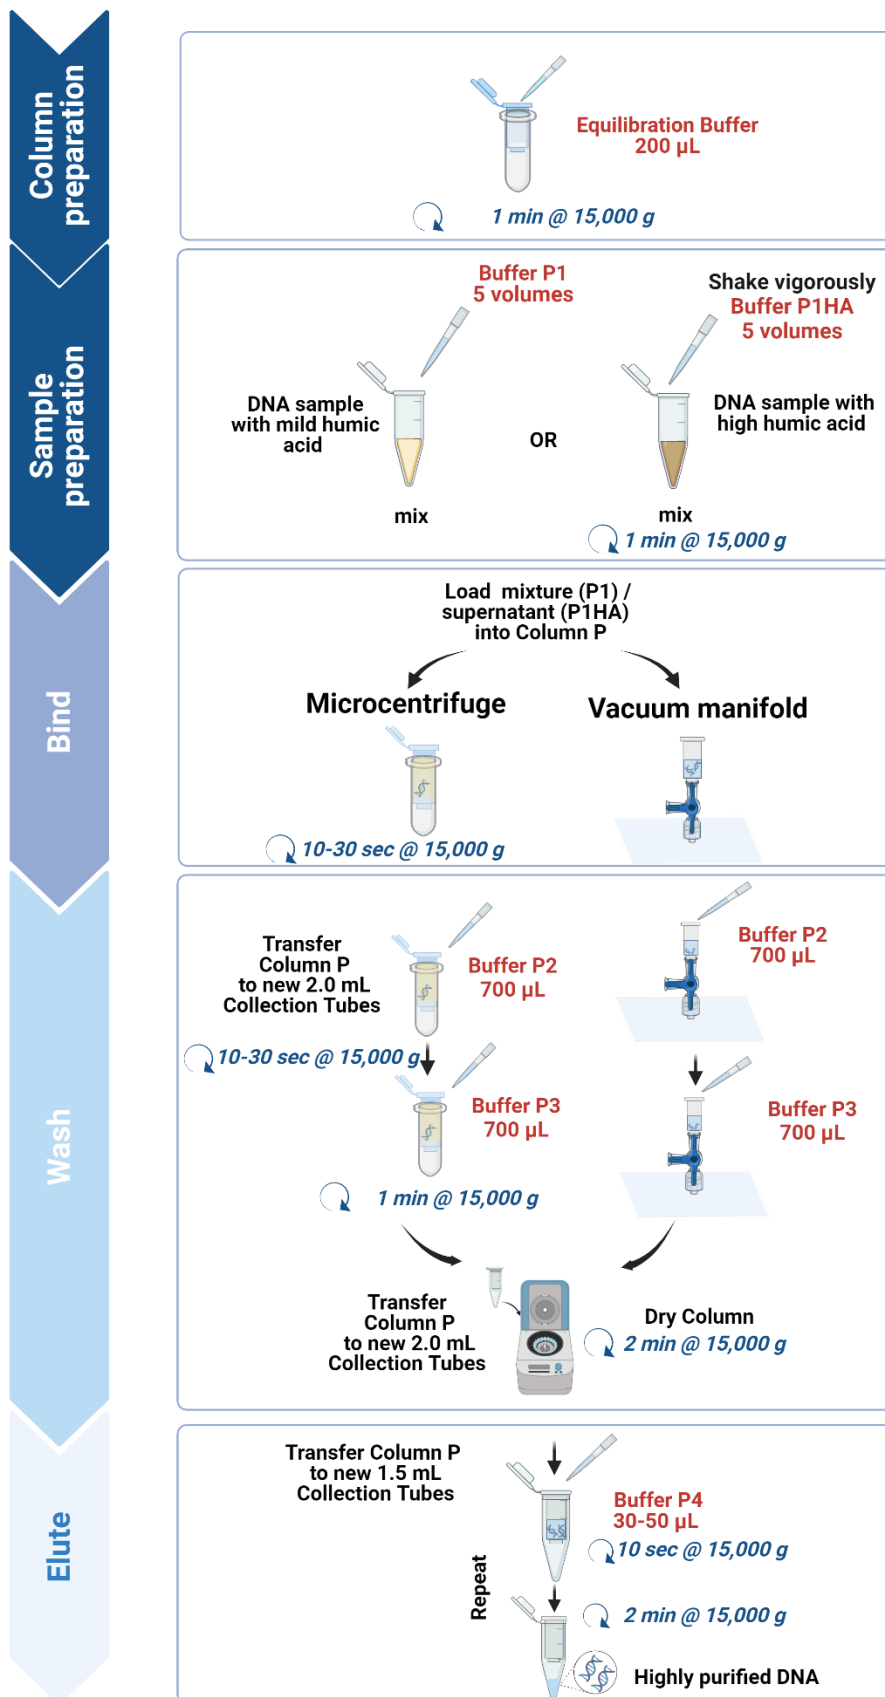 Column
preparation
Equilibration Buffer
200 µL
1 min @ 15,000 g
Sample
preparation
Buffer P1
5 volumes
Shake vigorously
Buffer P1HA
5 volumes
DNA sample
with mild humic
acid
OR
DNA sample with
high humic acid
mix
mix
1 min @ 15,000 g
Bind
Load mixture (P1) /
supernatant (P1HA)
into Column P
Microcentrifuge
Vacuum manifold
10-30 sec @ 15,000 g
Wash
Transfer
Column P
to new 2.0 mL
Collection Tubes
Buffer P2
700 µL
Buffer P2
700 µL
10-30 sec @ 15,000 g
Buffer P3
700 µL
Buffer P3
700 µL
1 min @ 15,000 g
Transfer
Column P
to new 2.0 mL
Collection Tubes
Dry Column
2 min @ 15,000 g
Elute
Transfer Column P
to new 1.5 mL
Collection Tubes
Buffer P4
30-50 µL
10 sec @ 15,000 g
Repeat
2 min @ 15,000 g
Highly purified DNA